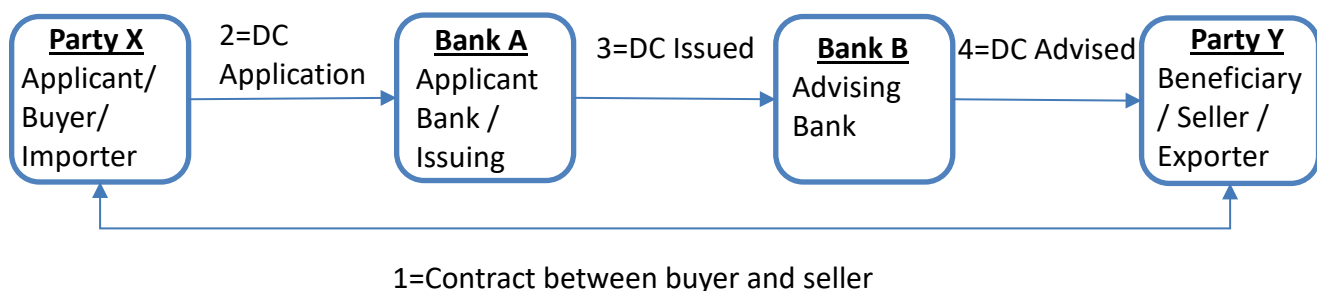 Party X
Applicant/
Buyer/
Importer
2=DC
Application
Bank A
Applicant
Bank /
Issuing
3=DC Issued
Bank B
Advising
Bank
4=DC Advised
Party Y
Beneficiary
/ Seller /
Exporter
1=Contract between buyer and seller